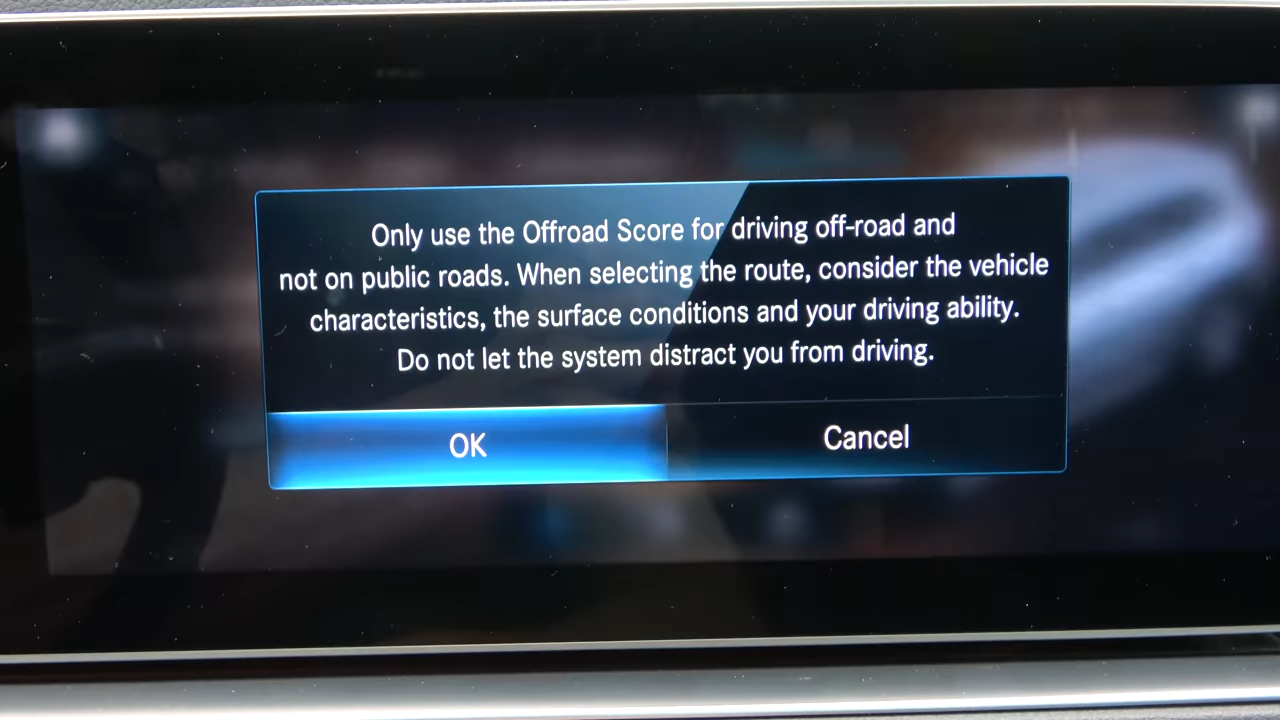 Only use the Offroad Score for driving off-road and
not on public roads. When selecting the route, consider the vehicle
characteristics, the surface conditions and your driving ability.
Do not let the system distract you from driving.
OK
Cancel